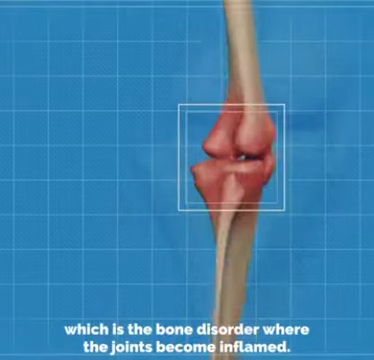 which is the bone disorder where
the joints become inflamed.